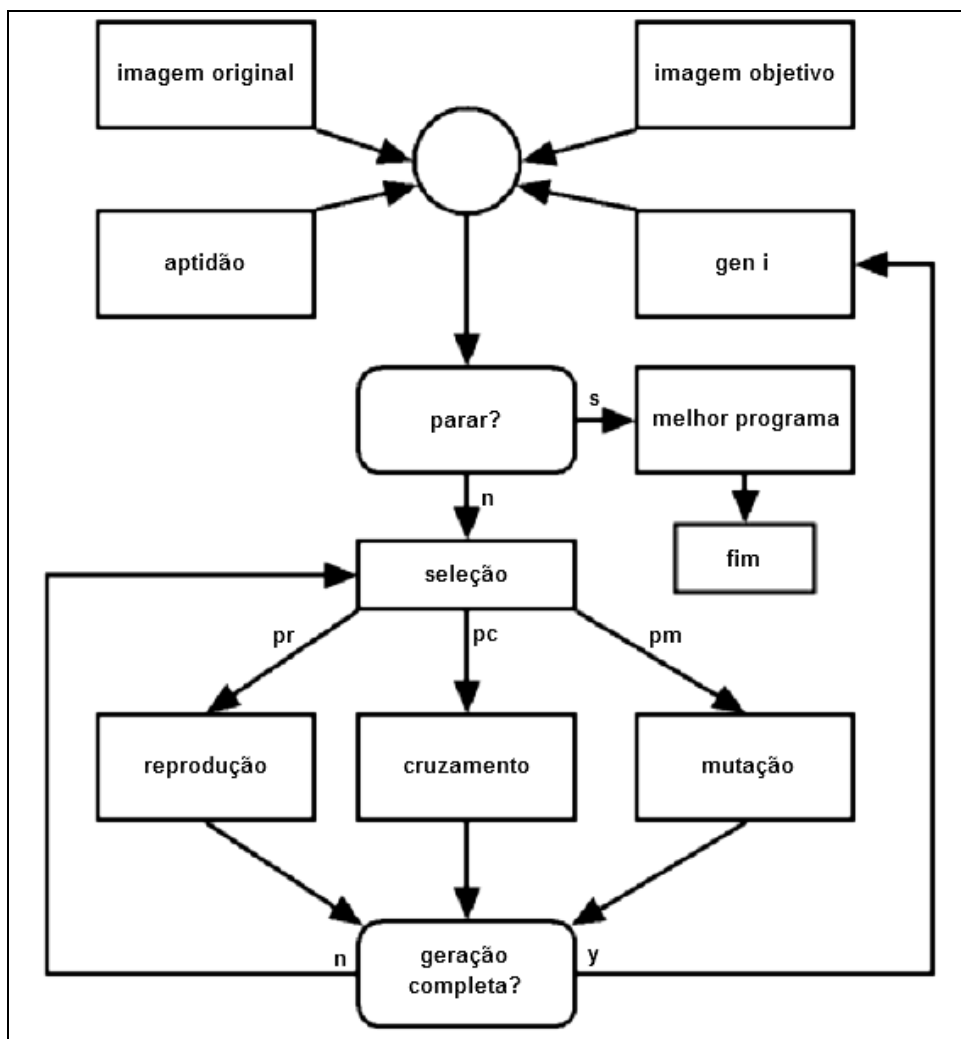 imagem original
imagem objetivo
aptidão
gen i
parar?
s
melhor programa
n
fim
seleção
pr
pc
pm
reprodução
cruzamento
mutação
n
geração
completa?
y